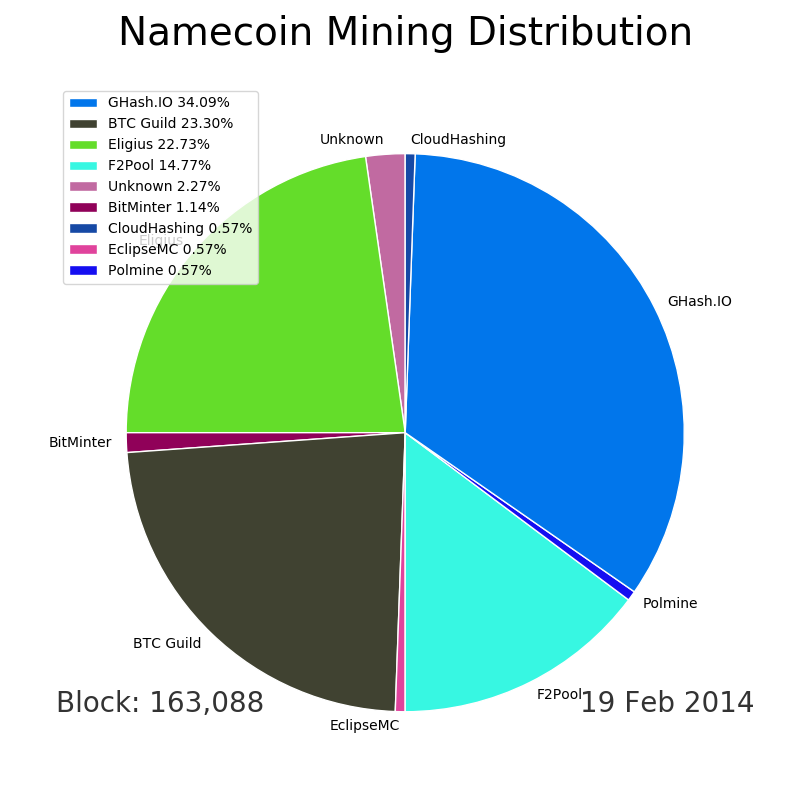 Namecoin Mining Distribution
GHash.IO 34.09%
BTC Guild 23.30%
Eligius 22.73%
F2Pool 14.77%
Unknown 2.27%
BitMinter 1.14%
CloudHashing 0.57%
EclipseMC 0.57%
Polmine 0.57%
Unknown
CloudHashing
Eligius
GHash.IO
BitMinter
Polmine
BTC Guild
F2Pool
EclipseMC
Block: 163,088
19 Feb 2014